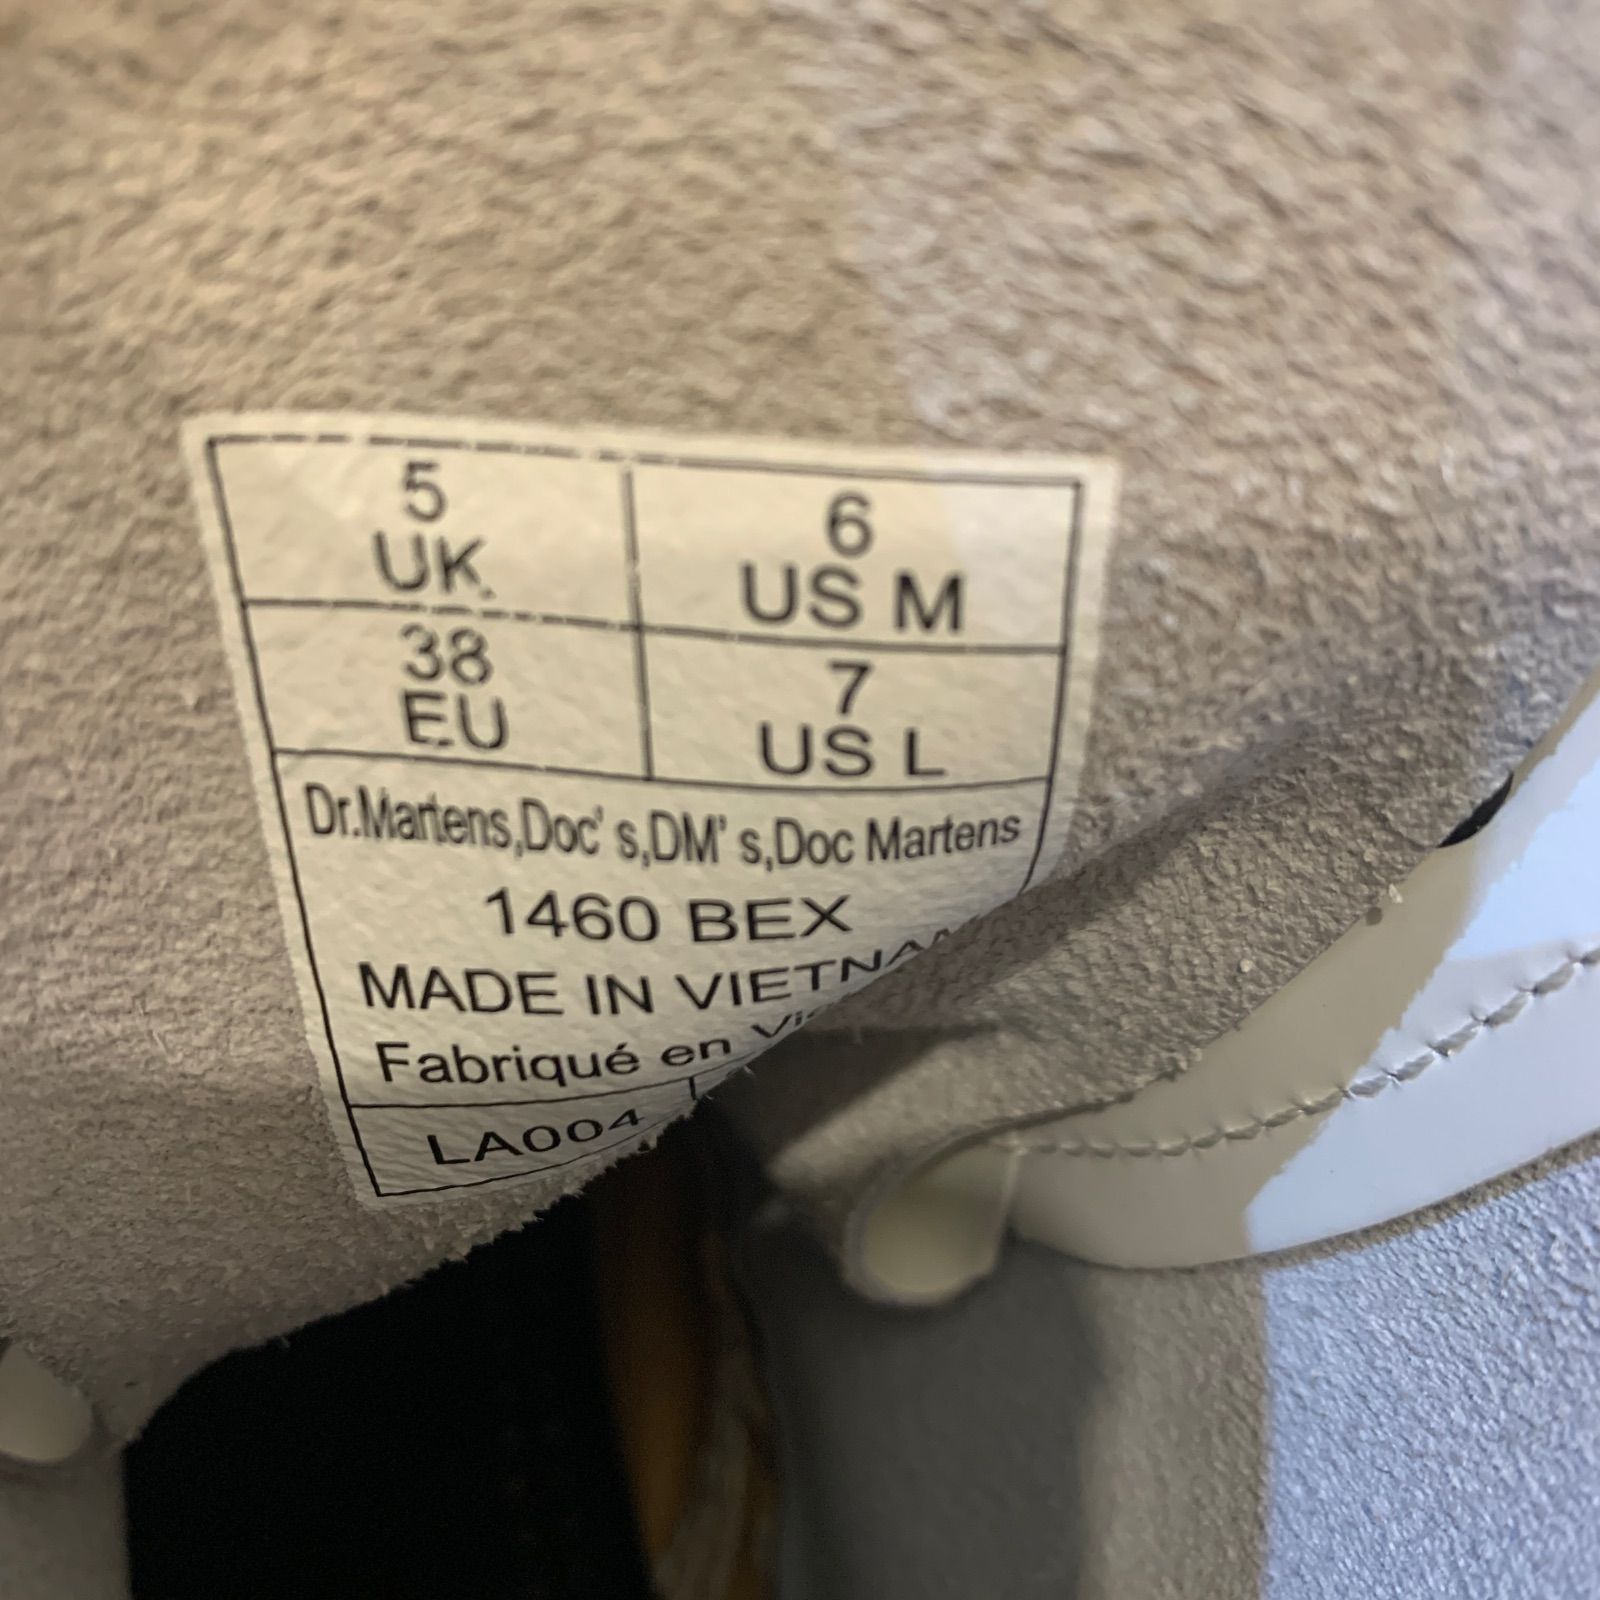 5
UK
6
US M
38
EU
7
US L
Dr.Martens,Doc's,DM's,Doc Martens
1460 BEX
MADE IN VIETNAM
Fabriqué en
LA004